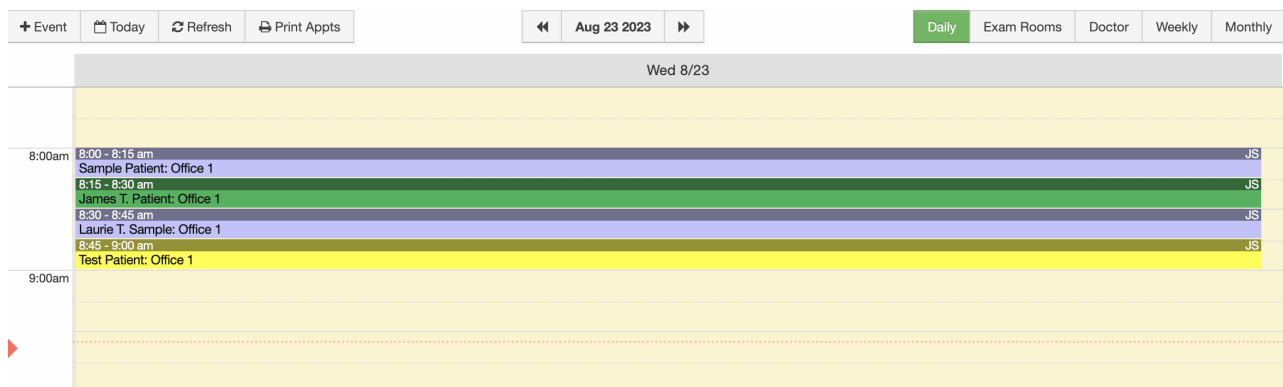 + Event Today Refresh Print Appts Aug 23 2023 Daily Exam Rooms Doctor Weekly Monthly
Wed 8/23
8:00am 8:00 - 8:15 am JS
Sample Patient: Office 1
8:15 - 8:30 am JS
James T. Patient: Office 1
8:30 - 8:45 am JS
Laurie T. Sample: Office 1
8:45 - 9:00 am JS
Test Patient: Office 1
9:00am